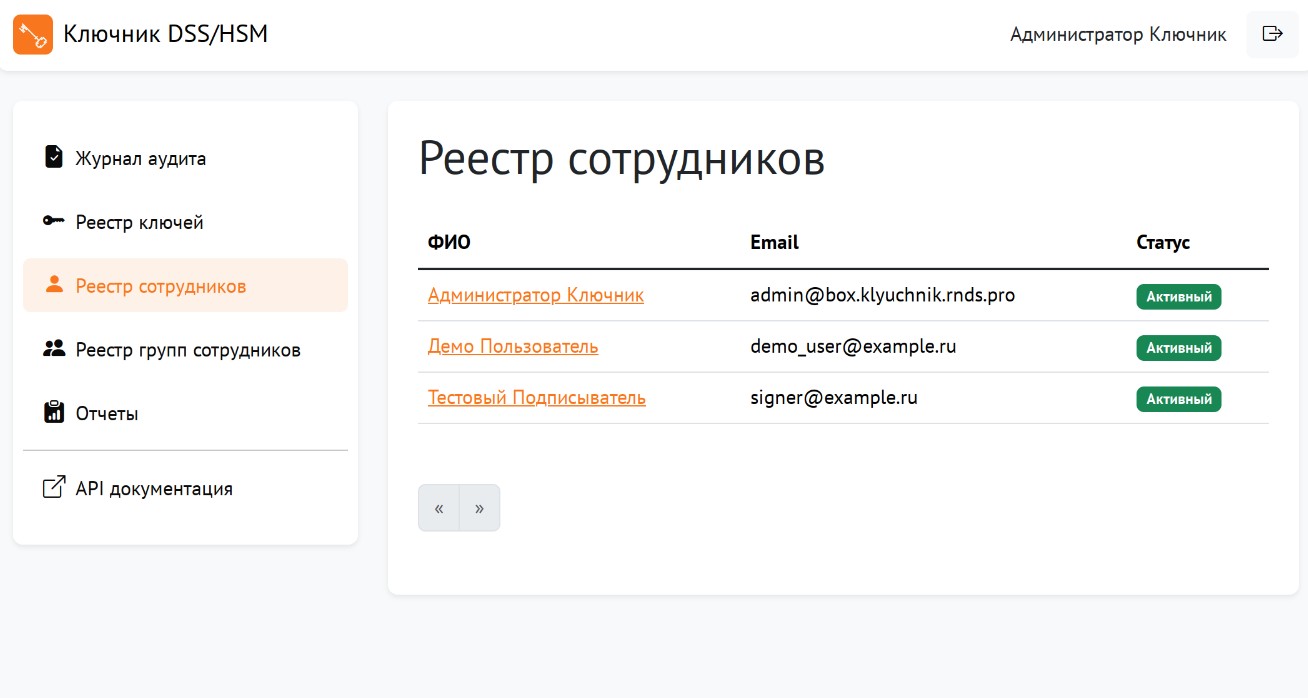 Ключник DSS/HSM
Администратор Ключник
Журнал аудита
Реестр ключей
Реестр сотрудников
Реестр групп сотрудников
Отчеты
API документация
Реестр сотрудников
ФИО Email Статус
Администратор Ключник admin@box.klyuchnik.rnds.pro Активный
Демо Пользователь demo_user@example.ru Активный
Тестовый Подписыватель signer@example.ru Активный
« »